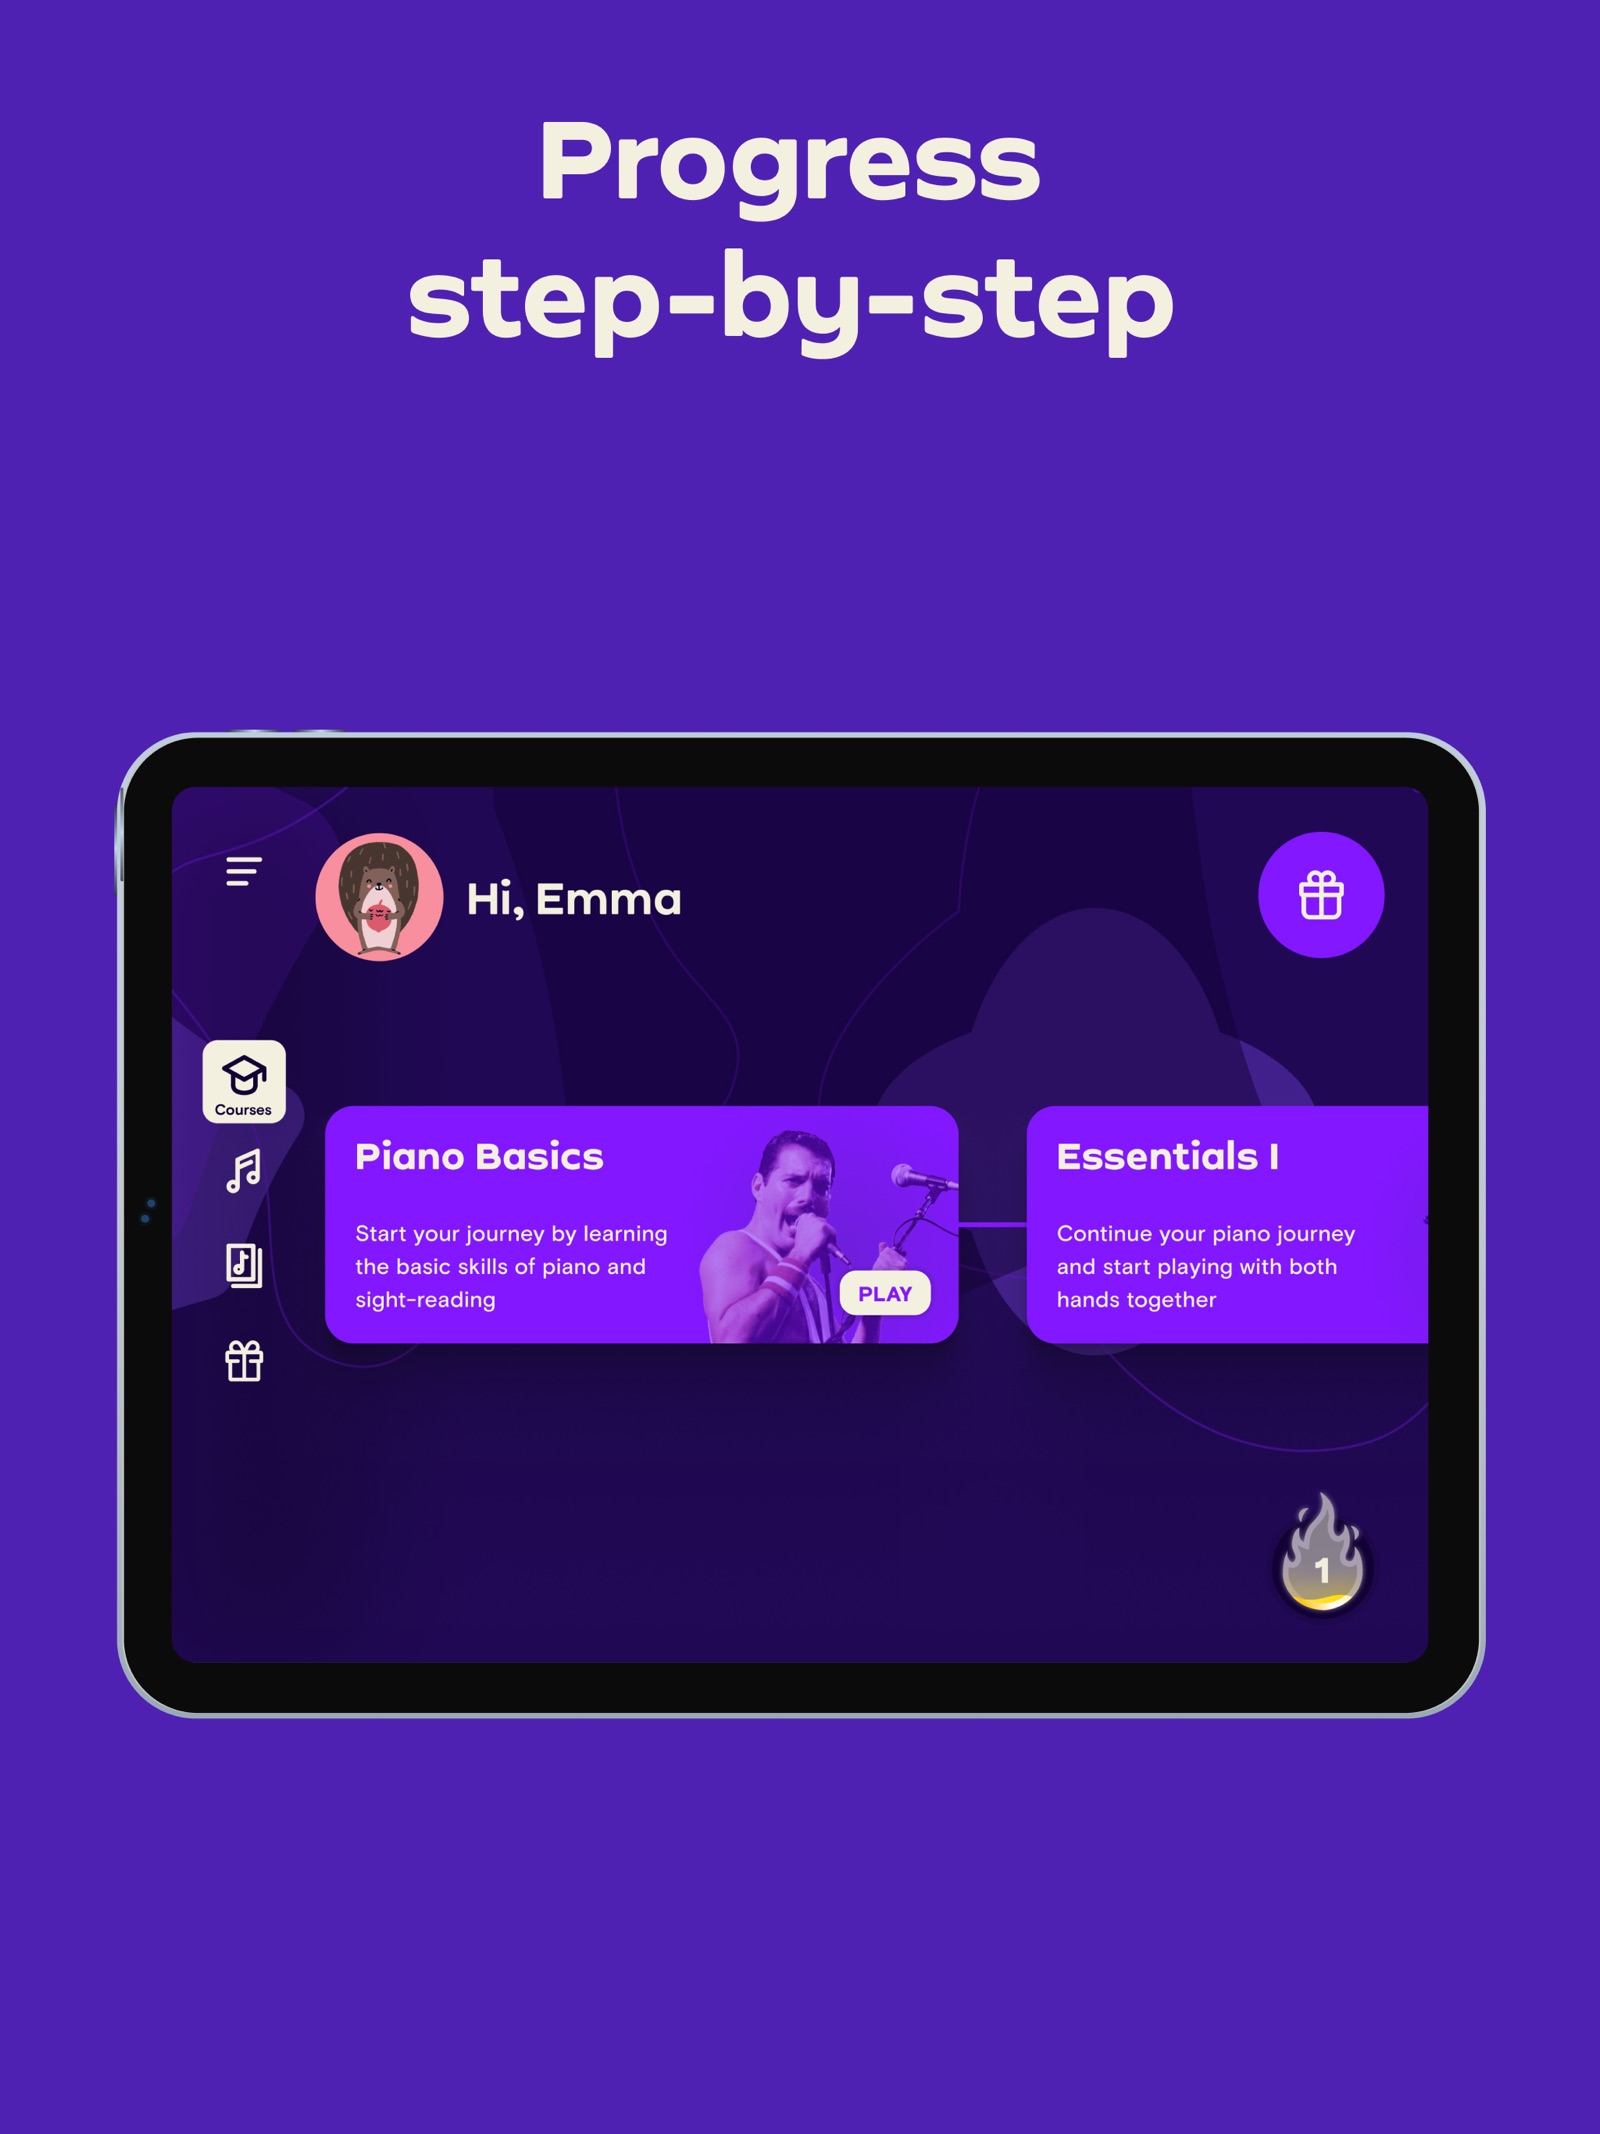 Progress
step-by-step
Hi, Emma
Courses
Piano Basics
Start your journey by learning
the basic skills of piano and
sight-reading
PLAY
Essentials I
Continue your piano journey
and start playing with both
hands together
1